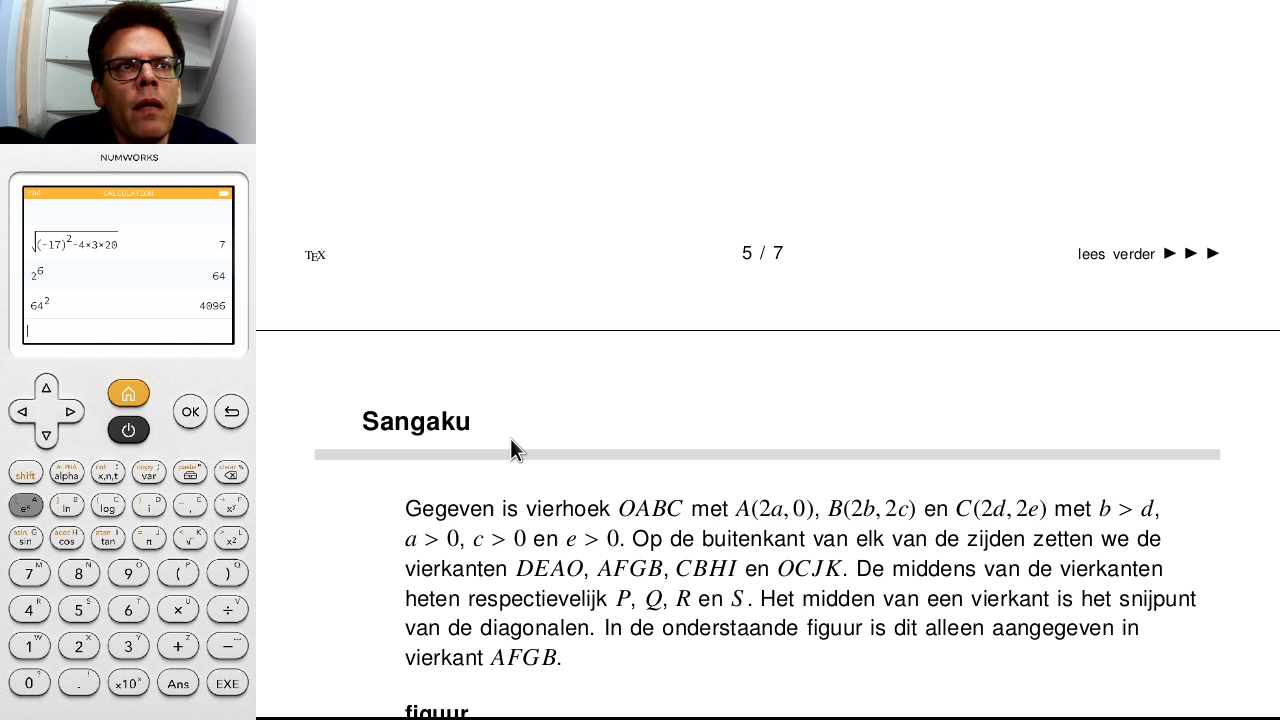 NUMWORKS
rad CALCULATION
√(-17)²-4×3×20 7
2⁶ 64
64² 4096
OK
shift alpha x,n,t var
eˣ ln log i , xʸ
sin cos tan π √ x²
7 8 9 ( )
4 5 6 × ÷
1 2 3 + −
0 . ×10ˣ Ans EXE
TEX 5 / 7 lees verder ▶ ▶ ▶
Sangaku
Gegeven is vierhoek OABC met A(2a, 0), B(2b, 2c) en C(2d, 2e) met b > d,
a > 0, c > 0 en e > 0. Op de buitenkant van elk van de zijden zetten we de
vierkanten DEAO, AFGB, CBHI en OCJK. De middens van de vierkanten
heten respectievelijk P, Q, R en S. Het midden van een vierkant is het snijpunt
van de diagonalen. In de onderstaande figuur is dit alleen aangegeven in
vierkant AFGB.
figuur